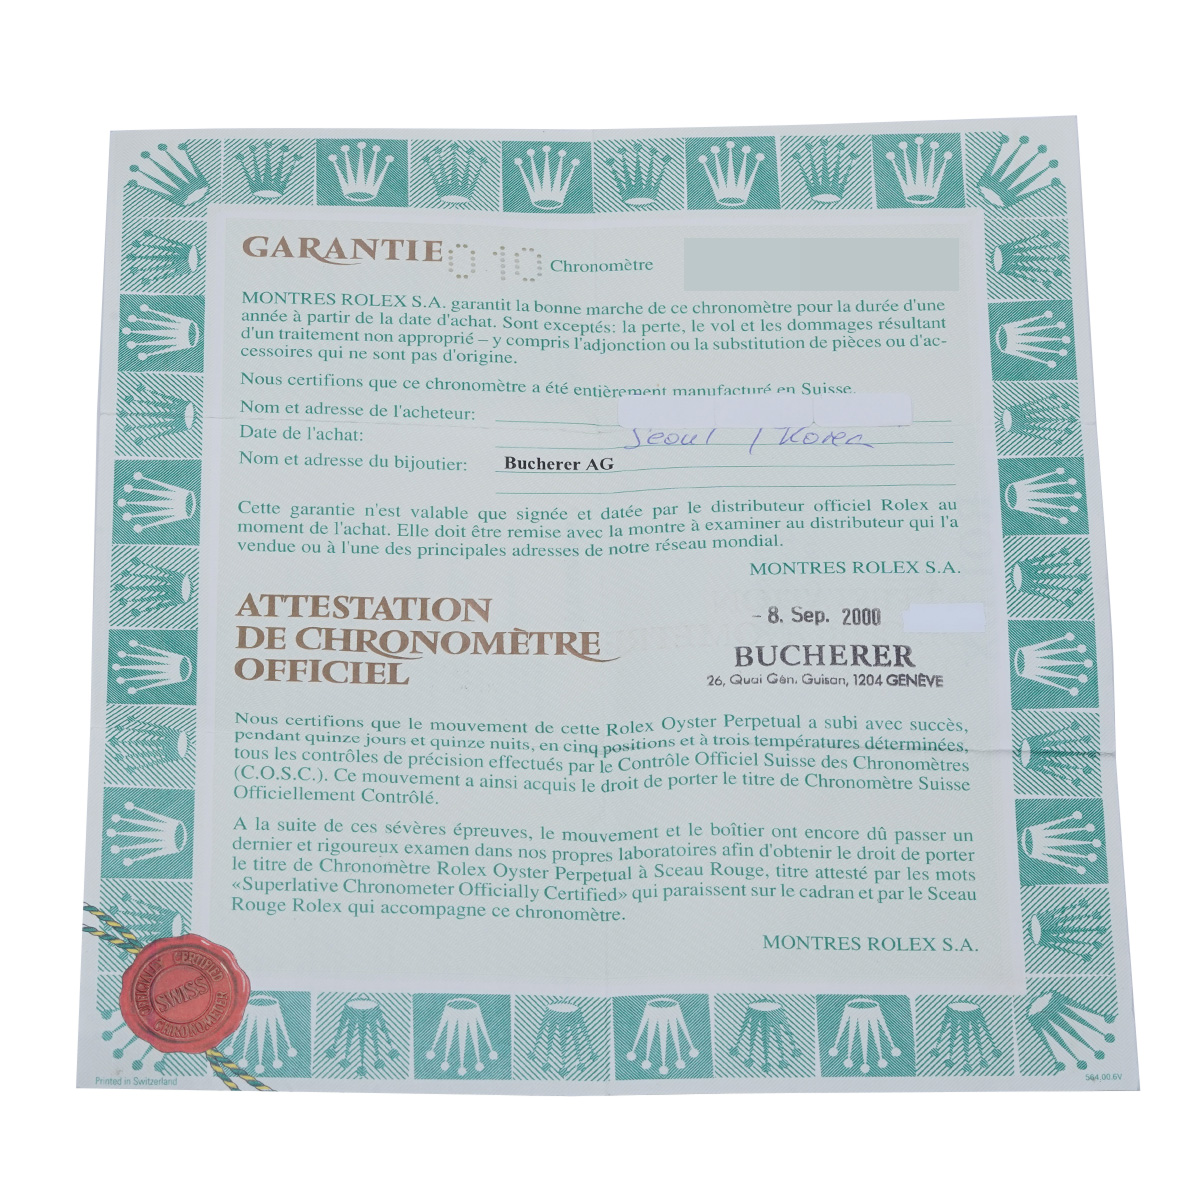 GARANTIE 010 Chronomètre
MONTRES ROLEX S.A. garantit la bonne marche de ce chronomètre pour la durée d'une
année à partir de la date d'achat. Sont exceptés: la perte, le vol et les dommages résultant
d'un traitement non approprié – y compris l'adjonction ou la substitution de pièces ou d'ac-
cessoires qui ne sont pas d'origine.
Nous certifions que ce chronomètre a été entièrement manufacturé en Suisse.
Nom et adresse de l'acheteur:
Seoul / Korea
Date de l'achat:
Nom et adresse du bijoutier: Bucherer AG
Cette garantie n'est valable que signée et datée par le distributeur officiel Rolex au
moment de l'achat. Elle doit être remise avec la montre à examiner au distributeur qui l'a
vendue ou à l'une des principales adresses de notre réseau mondial.
MONTRES ROLEX S.A.
ATTESTATION
DE CHRONOMÈTRE
OFFICIEL
- 8. Sep. 2000
BUCHERER
26, Quai Gén. Guisan, 1204 GENÈVE
Nous certifions que le mouvement de cette Rolex Oyster Perpetual a subi avec succès,
pendant quinze jours et quinze nuits, en cinq positions et à trois températures déterminées,
tous les contrôles de précision effectués par le Contrôle Officiel Suisse des Chronomètres
(C.O.S.C.). Ce mouvement a ainsi acquis le droit de porter le titre de Chronomètre Suisse
Officiellement Contrôlé.
A la suite de ces sévères épreuves, le mouvement et le boîtier ont encore dû passer un
dernier et rigoureux examen dans nos propres laboratoires afin d'obtenir le droit de porter
le titre de Chronomètre Rolex Oyster Perpetual à Sceau Rouge, titre attesté par les mots
«Superlative Chronometer Officially Certified» qui paraissent sur le cadran et par le Sceau
Rouge Rolex qui accompagne ce chronomètre.
MONTRES ROLEX S.A.
OFFICIALLY CERTIFIED
SWISS
CHRONOMETER
Printed in Switzerland
564.00.6V